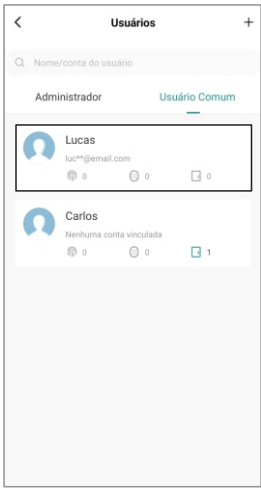 Usuários
Nome/conta do usuário
Administrador Usuário Comum
Lucas
luc**@email.com
0 0 0
Carlos
Nenhuma conta vinculada
0 0 1